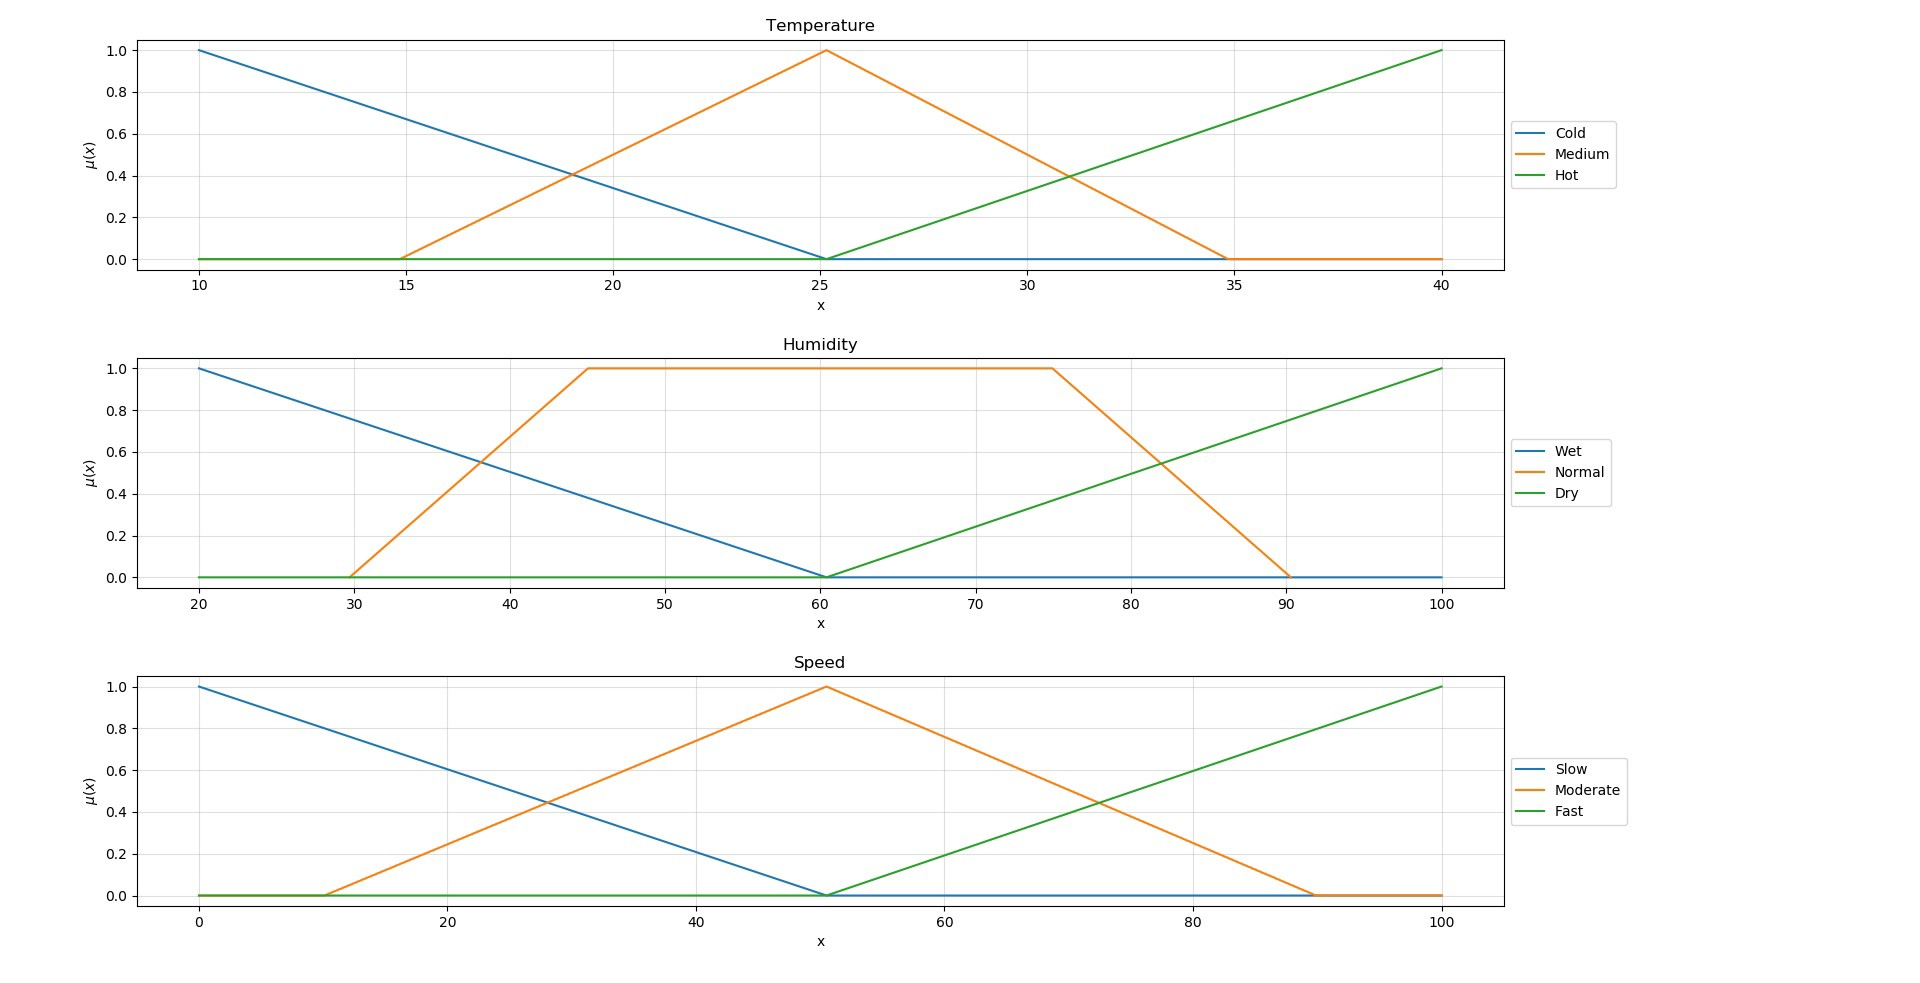 Temperature
1.0
0.8
0.6
0.4
0.2
0.0
μ(x)
10 15 20 25 30 35 40
x
Cold
Medium
Hot
Humidity
1.0
0.8
0.6
0.4
0.2
0.0
μ(x)
20 30 40 50 60 70 80 90 100
x
Wet
Normal
Dry
Speed
1.0
0.8
0.6
0.4
0.2
0.0
μ(x)
0 20 40 60 80 100
x
Slow
Moderate
Fast